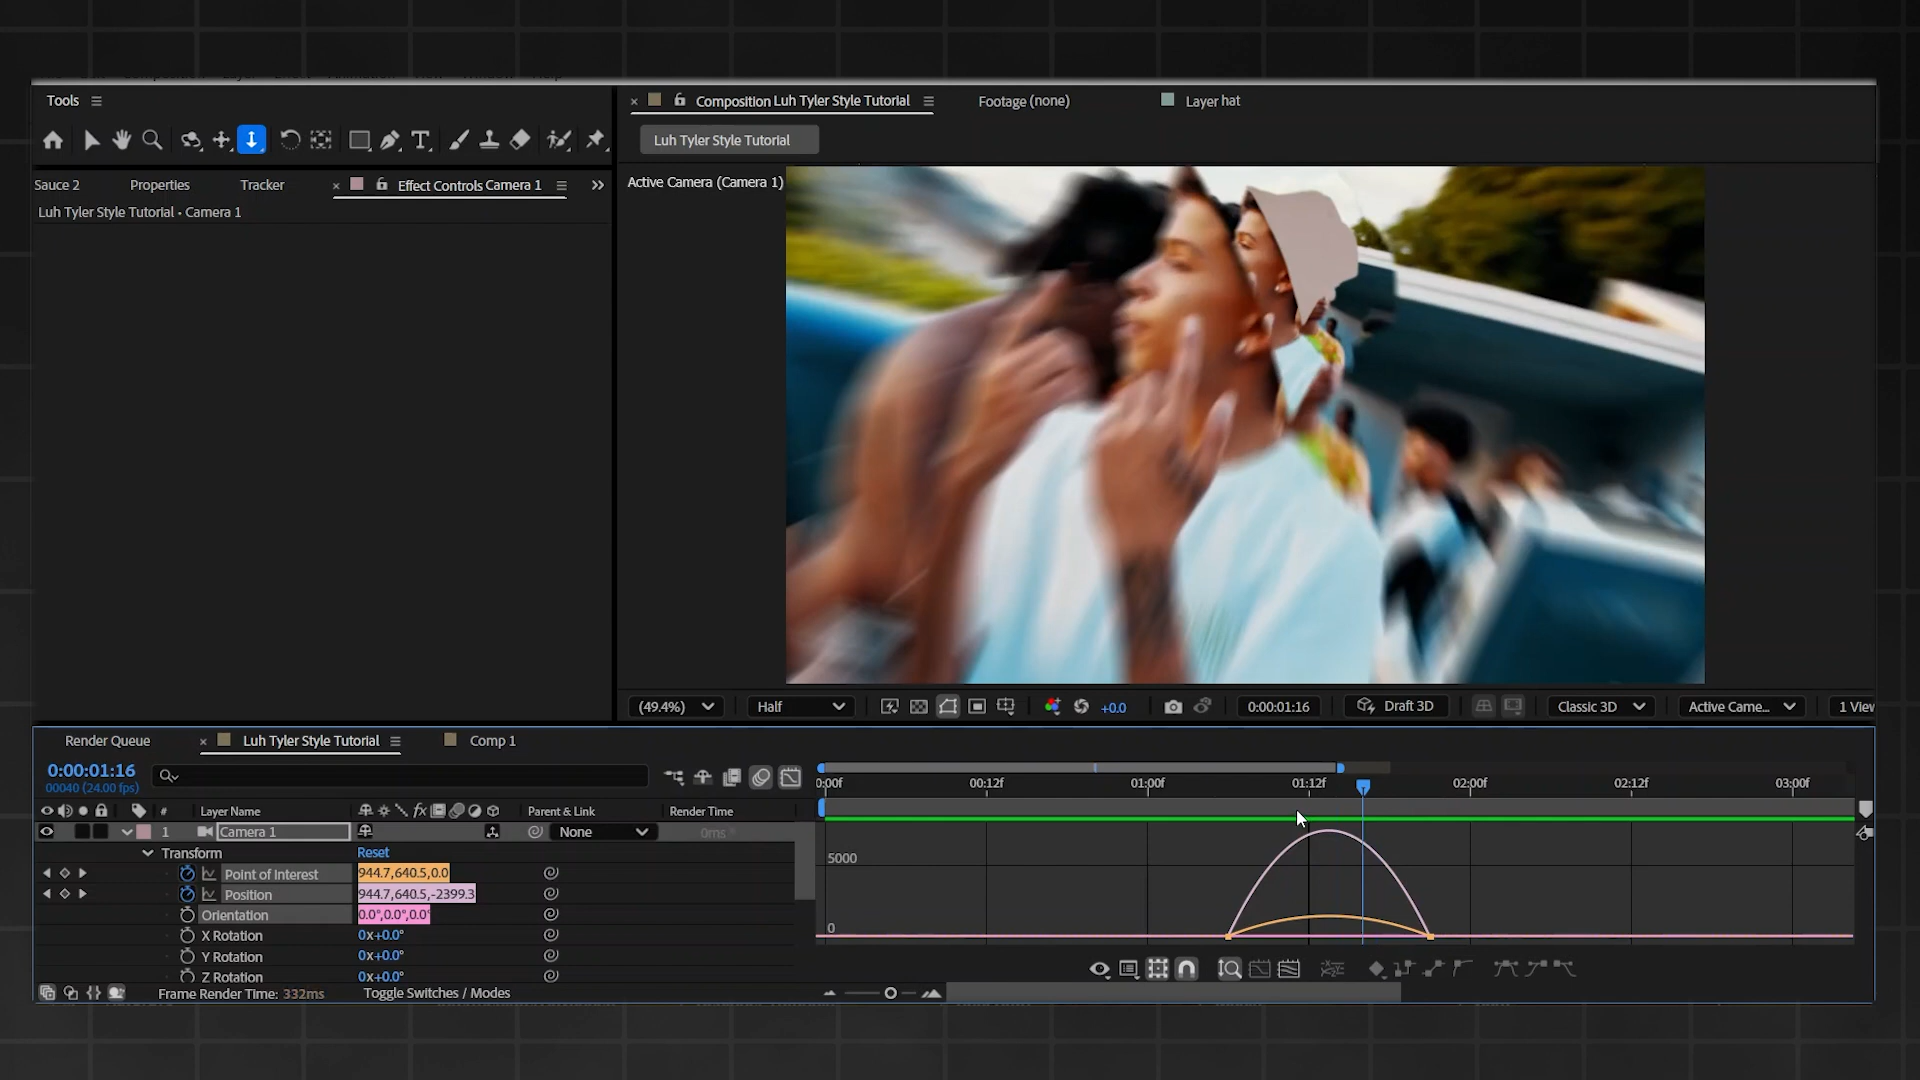 Tools
Composition Luh Tyler Style Tutorial
Footage (none)
Layer hat
Luh Tyler Style Tutorial
Sauce 2
Properties
Tracker
Effect Controls Camera 1
Active Camera (Camera 1)
Luh Tyler Style Tutorial • Camera 1
(49.4%)
Half
+0.0
0:00:01:16
Draft 3D
Classic 3D
Active Came...
1 View
Render Queue
Luh Tyler Style Tutorial
Comp 1
0:00:01:16
00040 (24.00 fps)
:00f
00:12f
01:00f
01:12f
02:00f
02:12f
03:00f
#
Layer Name
fx
Parent & Link
Render Time
1
Camera 1
None
0ms
Transform
Reset
5000
Point of Interest
944.7,640.5,0.0
Position
944.7,640.5,-2399.3
Orientation
0.0°,0.0°,0.0°
0
X Rotation
0x+0.0°
Y Rotation
0x+0.0°
Z Rotation
0x+0.0°
Frame Render Time: 332ms
Toggle Switches / Modes